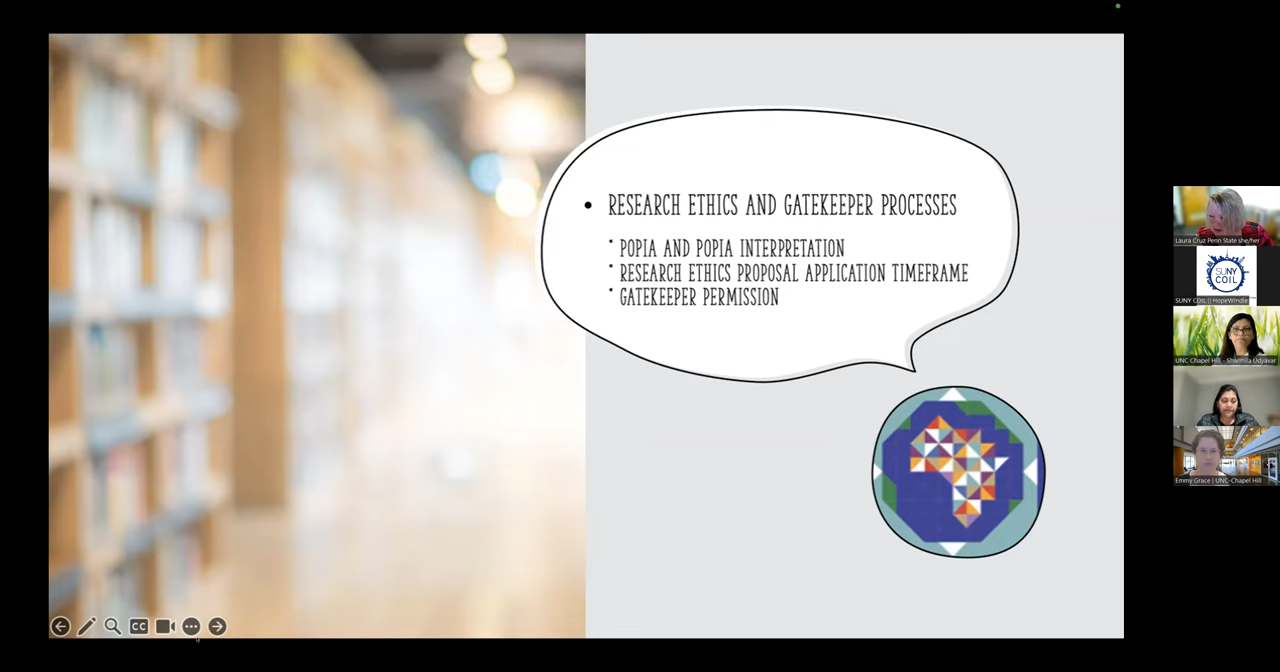 RESEARCH ETHICS AND GATEKEEPER PROCESSES
POPIA AND POPIA INTERPRETATION
RESEARCH ETHICS PROPOSAL APPLICATION TIMEFRAME
GATEKEEPER PERMISSION
Laura Cruz Penn State she/her
SUNY
COIL
SUNY COIL || HopeWindle
UNC Chapel Hill - Sharmila Udyavar
Emmy Grace | UNC-Chapel Hill
CC